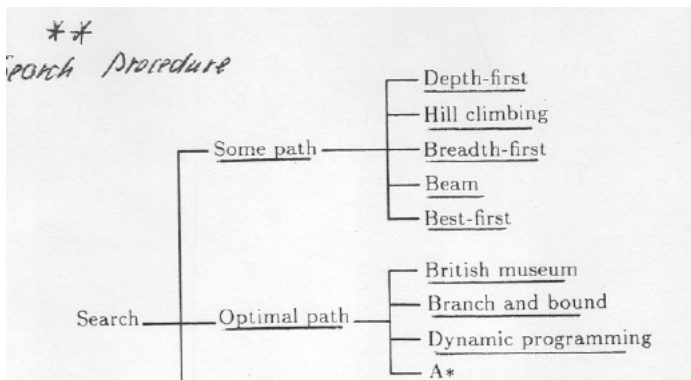 **
Search Procedure
Depth-first
Hill climbing
Some path
Breadth-first
Beam
Best-first
British museum
Branch and bound
Search
Optimal path
Dynamic programming
A*